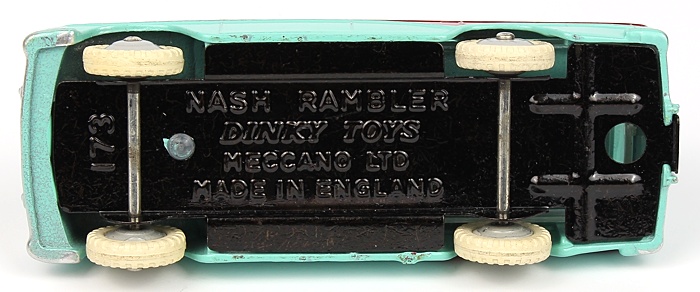 NASH RAMBLER
DINKY TOYS
MECCANO LTD
MADE IN ENGLAND
173